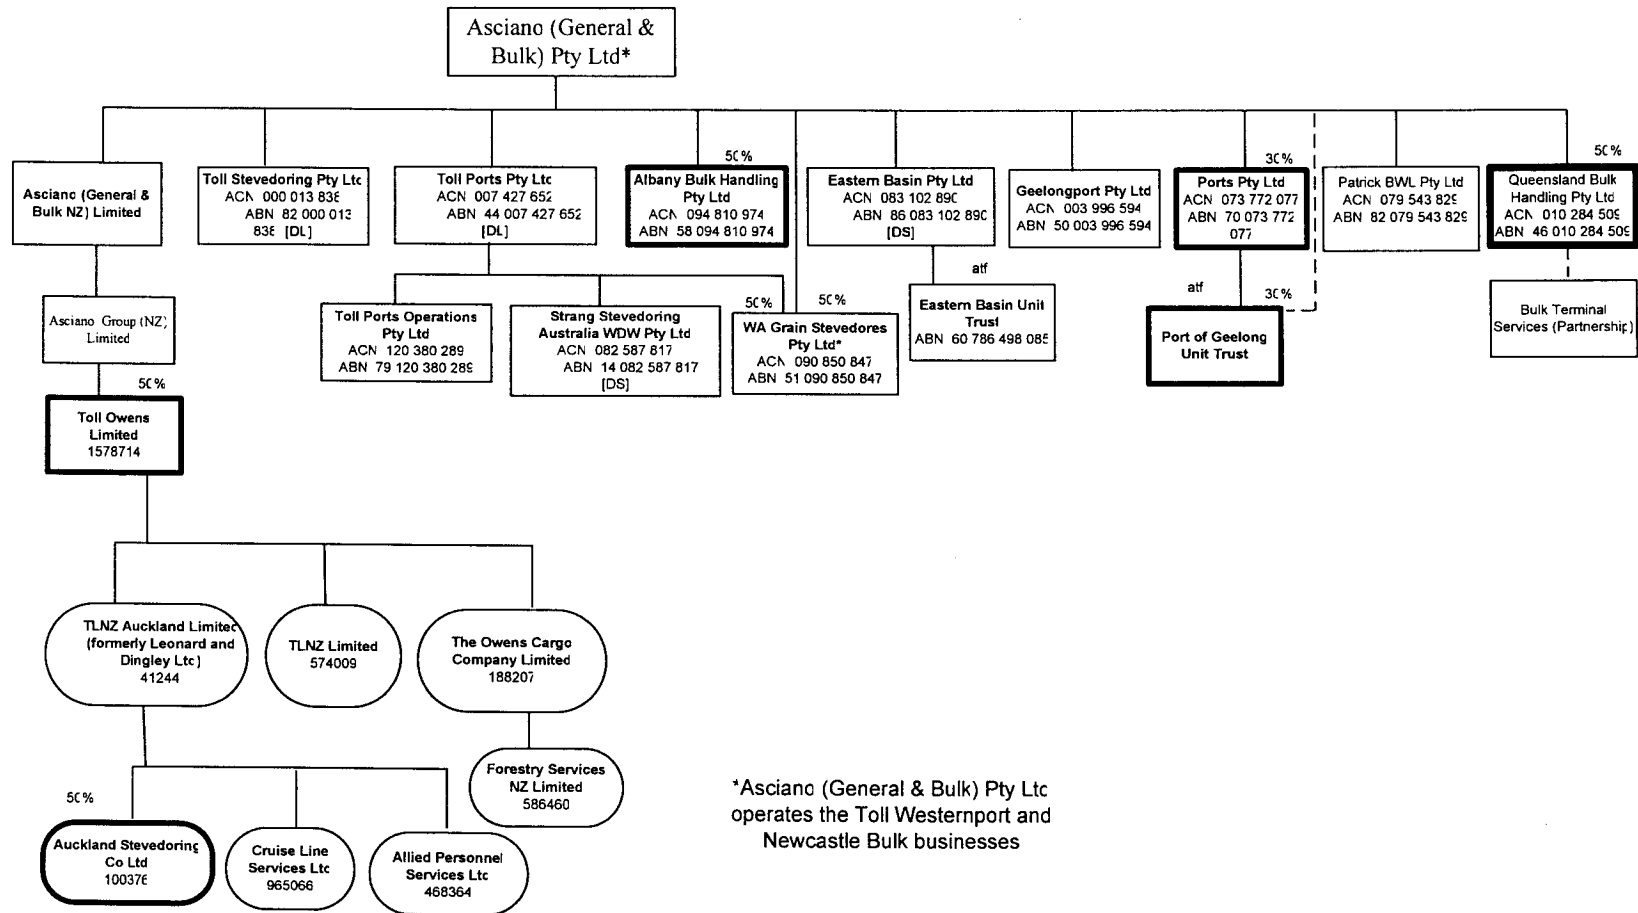 Asciano (General &
Bulk) Pty Ltd*
50%
30%
50%
Asciano (General &
Bulk NZ) Limited
Toll Stevedoring Pty Ltd
ACN 000 013 838
ABN 82 000 013
838 [DL]
Toll Ports Pty Ltd
ACN 007 427 652
ABN 44 007 427 652
[DL]
Albany Bulk Handling
Pty Ltd
ACN 094 810 974
ABN 58 094 810 974
Eastern Basin Pty Ltd
ACN 083 102 890
ABN 86 083 102 890
[DS]
Geelongport Pty Ltd
ACN 003 996 594
ABN 50 003 996 594
Ports Pty Ltd
ACN 073 772 077
ABN 70 073 772
077
Patrick BWL Pty Ltd
ACN 079 543 829
ABN 82 079 543 829
Queensland Bulk
Handling Pty Ltd
ACN 010 284 509
ABN 46 010 284 509
atf
atf
30%
50%
50%
Asciano Group (NZ)
Limited
Toll Ports Operations
Pty Ltd
ACN 120 380 289
ABN 79 120 380 289
Strang Stevedoring
Australia WDW Pty Ltd
ACN 082 587 817
ABN 14 082 587 817
[DS]
WA Grain Stevedores
Pty Ltd*
ACN 090 850 847
ABN 51 090 850 847
Eastern Basin Unit
Trust
ABN 60 786 498 085
Port of Geelong
Unit Trust
Bulk Terminal
Services (Partnership)
50%
Toll Owens
Limited
1578714
TLNZ Auckland Limited
(formerly Leonard and
Dingley Ltd)
41244
TLNZ Limited
574009
The Owens Cargo
Company Limited
188207
Forestry Services
NZ Limited
586460
50%
Auckland Stevedoring
Co Ltd
100376
Cruise Line
Services Ltd
965066
Allied Personnel
Services Ltd
468364
*Asciano (General & Bulk) Pty Ltd
operates the Toll Westernport and
Newcastle Bulk businesses